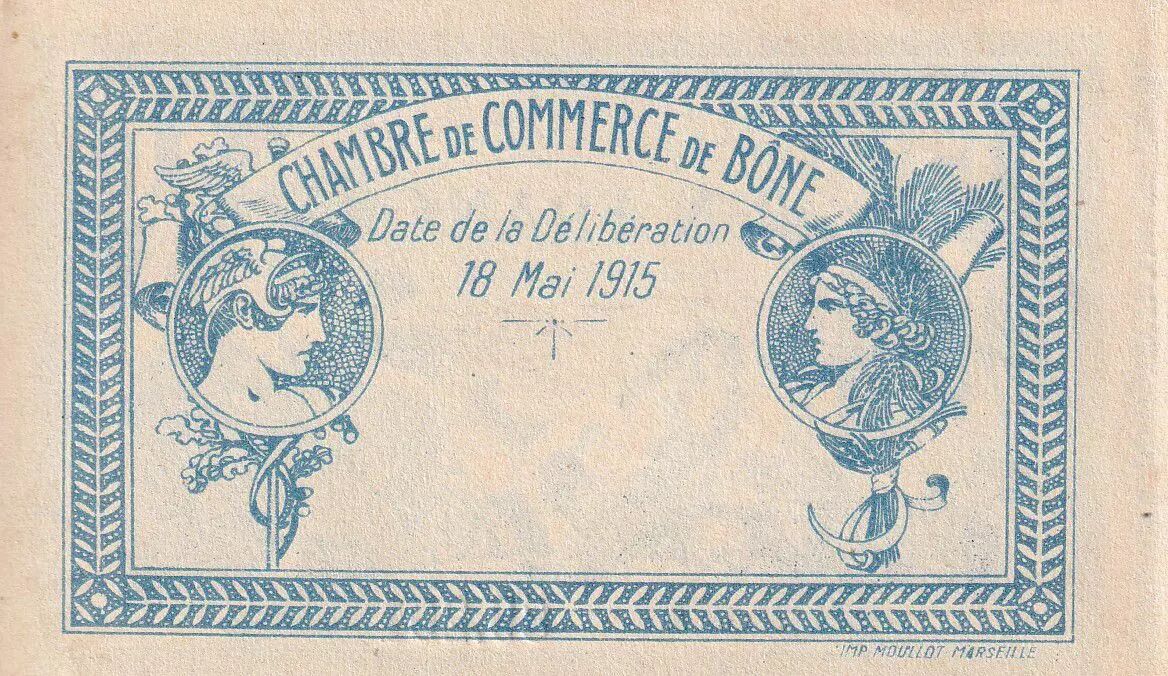 CHAMBRE DE COMMERCE DE BÔNE
Date de la Délibération
18 Mai 1915
IMP MOULLOT MARSEILLE